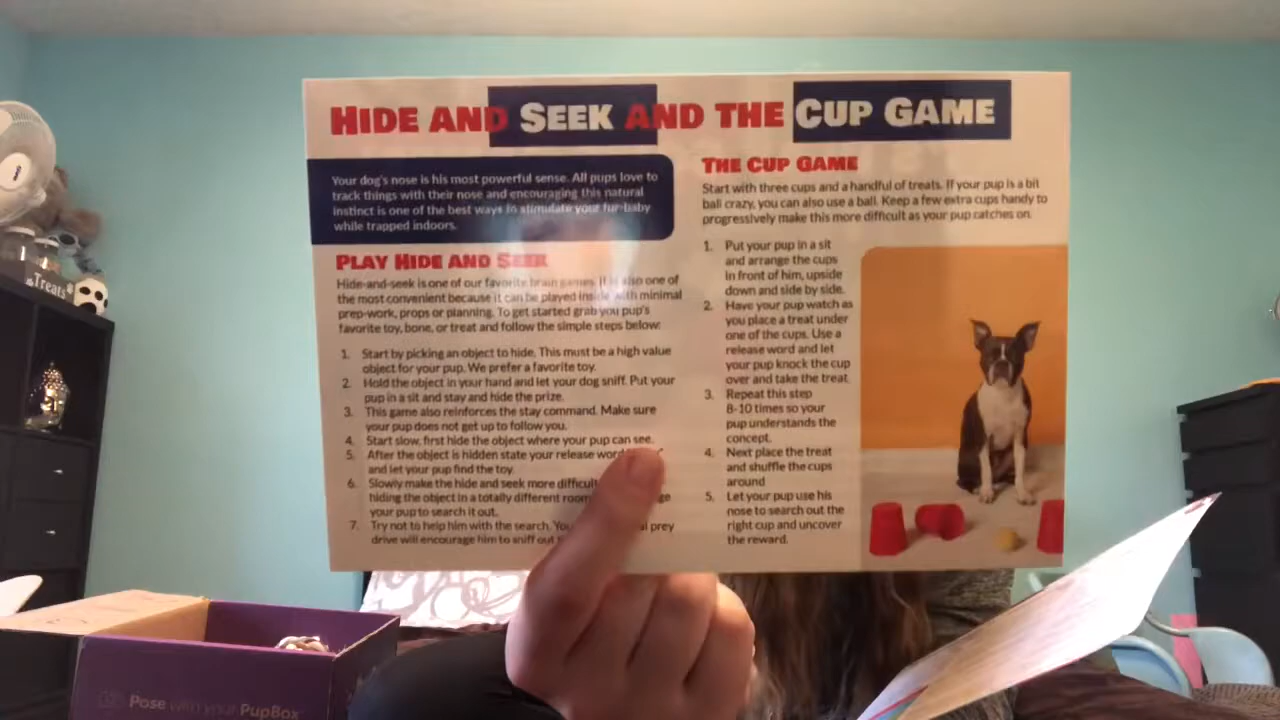 HIDE AND SEEK AND THE CUP GAME
Your dog's nose is his most powerful sense. All pups love to
track things with their nose and encouraging this natural
instinct is one of the best ways to stimulate your fur-baby
while trapped indoors.
PLAY HIDE AND SEEK
Hide-and-seek is one of our favorite brain games. It is also one of
the most convenient because it can be played inside with minimal
prep-work, props or planning. To get started grab you pup's
favorite toy, bone, or treat and follow the simple steps below:
1. Start by picking an object to hide. This must be a high value
object for your pup. We prefer a favorite toy.
2. Hold the object in your hand and let your dog sniff. Put your
pup in a sit and stay and hide the prize.
3. This game also reinforces the stay command. Make sure
your pup does not get up to follow you.
4. Start slow, first hide the object where your pup can see.
5. After the object is hidden state your release word
and let your pup find the toy.
6. Slowly make the hide and seek more difficult
hiding the object in a totally different room
your pup to search it out.
7. Try not to help him with the search. prey
drive will encourage him to sniff out
THE CUP GAME
Start with three cups and a handful of treats. If your pup is a bit
ball crazy, you can also use a ball. Keep a few extra cups handy to
progressively make this more difficult as your pup catches on.
1. Put your pup in a sit
and arrange the cups
in front of him, upside
down and side by side.
2. Have your pup watch as
you place a treat under
one of the cups. Use a
release word and let
your pup knock the cup
over and take the treat.
3. Repeat this step
8-10 times so your
pup understands the
concept.
4. Next place the treat
and shuffle the cups
around
5. Let your pup use his
nose to search out the
right cup and uncover
the reward.
Treats
Pose with your PupBox